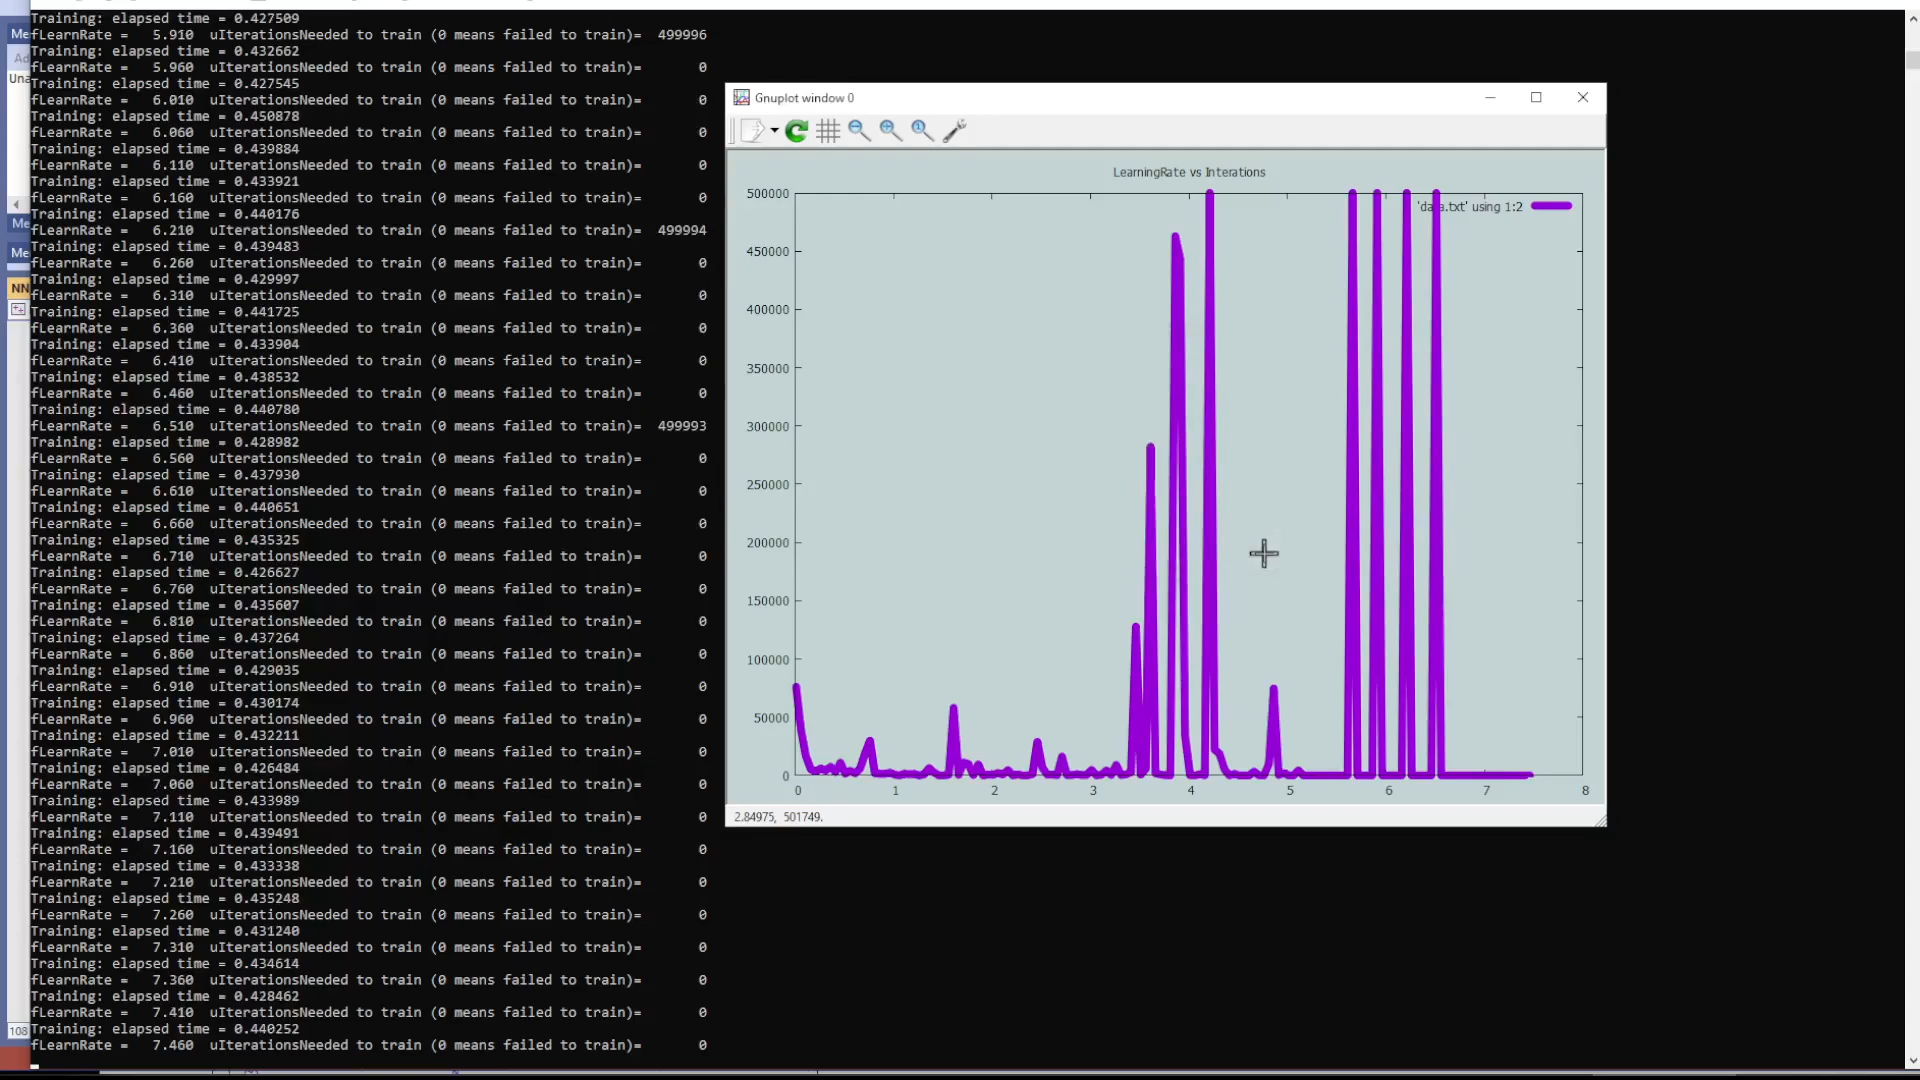 Training: elapsed time = 0.427509
fLearnRate =   5.910  uIterationsNeeded to train (0 means failed to train)=  499996
Training: elapsed time = 0.432662
fLearnRate =   5.960  uIterationsNeeded to train (0 means failed to train)=       0
Training: elapsed time = 0.427545
fLearnRate =   6.010  uIterationsNeeded to train (0 means failed to train)=       0
Training: elapsed time = 0.450878
fLearnRate =   6.060  uIterationsNeeded to train (0 means failed to train)=       0
Training: elapsed time = 0.439884
fLearnRate =   6.110  uIterationsNeeded to train (0 means failed to train)=       0
Training: elapsed time = 0.433921
fLearnRate =   6.160  uIterationsNeeded to train (0 means failed to train)=       0
Training: elapsed time = 0.440176
fLearnRate =   6.210  uIterationsNeeded to train (0 means failed to train)=  499994
Training: elapsed time = 0.439483
fLearnRate =   6.260  uIterationsNeeded to train (0 means failed to train)=       0
Training: elapsed time = 0.429997
fLearnRate =   6.310  uIterationsNeeded to train (0 means failed to train)=       0
Training: elapsed time = 0.441725
fLearnRate =   6.360  uIterationsNeeded to train (0 means failed to train)=       0
Training: elapsed time = 0.433904
fLearnRate =   6.410  uIterationsNeeded to train (0 means failed to train)=       0
Training: elapsed time = 0.438532
fLearnRate =   6.460  uIterationsNeeded to train (0 means failed to train)=       0
Training: elapsed time = 0.440780
fLearnRate =   6.510  uIterationsNeeded to train (0 means failed to train)=  499993
Training: elapsed time = 0.428982
fLearnRate =   6.560  uIterationsNeeded to train (0 means failed to train)=       0
Training: elapsed time = 0.437930
fLearnRate =   6.610  uIterationsNeeded to train (0 means failed to train)=       0
Training: elapsed time = 0.440651
fLearnRate =   6.660  uIterationsNeeded to train (0 means failed to train)=       0
Training: elapsed time = 0.435325
fLearnRate =   6.710  uIterationsNeeded to train (0 means failed to train)=       0
Training: elapsed time = 0.426627
fLearnRate =   6.760  uIterationsNeeded to train (0 means failed to train)=       0
Training: elapsed time = 0.435607
fLearnRate =   6.810  uIterationsNeeded to train (0 means failed to train)=       0
Training: elapsed time = 0.437264
fLearnRate =   6.860  uIterationsNeeded to train (0 means failed to train)=       0
Training: elapsed time = 0.429035
fLearnRate =   6.910  uIterationsNeeded to train (0 means failed to train)=       0
Training: elapsed time = 0.430174
fLearnRate =   6.960  uIterationsNeeded to train (0 means failed to train)=       0
Training: elapsed time = 0.432211
fLearnRate =   7.010  uIterationsNeeded to train (0 means failed to train)=       0
Training: elapsed time = 0.426484
fLearnRate =   7.060  uIterationsNeeded to train (0 means failed to train)=       0
Training: elapsed time = 0.433989
fLearnRate =   7.110  uIterationsNeeded to train (0 means failed to train)=       0
Training: elapsed time = 0.439491
fLearnRate =   7.160  uIterationsNeeded to train (0 means failed to train)=       0
Training: elapsed time = 0.433338
fLearnRate =   7.210  uIterationsNeeded to train (0 means failed to train)=       0
Training: elapsed time = 0.435248
fLearnRate =   7.260  uIterationsNeeded to train (0 means failed to train)=       0
Training: elapsed time = 0.431240
fLearnRate =   7.310  uIterationsNeeded to train (0 means failed to train)=       0
Training: elapsed time = 0.434614
fLearnRate =   7.360  uIterationsNeeded to train (0 means failed to train)=       0
Training: elapsed time = 0.428462
fLearnRate =   7.410  uIterationsNeeded to train (0 means failed to train)=       0
Training: elapsed time = 0.440252
fLearnRate =   7.460  uIterationsNeeded to train (0 means failed to train)=       0
Me
Ad
Una
Me
Me
NN
108
Gnuplot window 0
LearningRate vs Interations
'data.txt' using 1:2
500000
450000
400000
350000
300000
250000
200000
150000
100000
50000
0
0 1 2 3 4 5 6 7 8
2.84975, 501749.